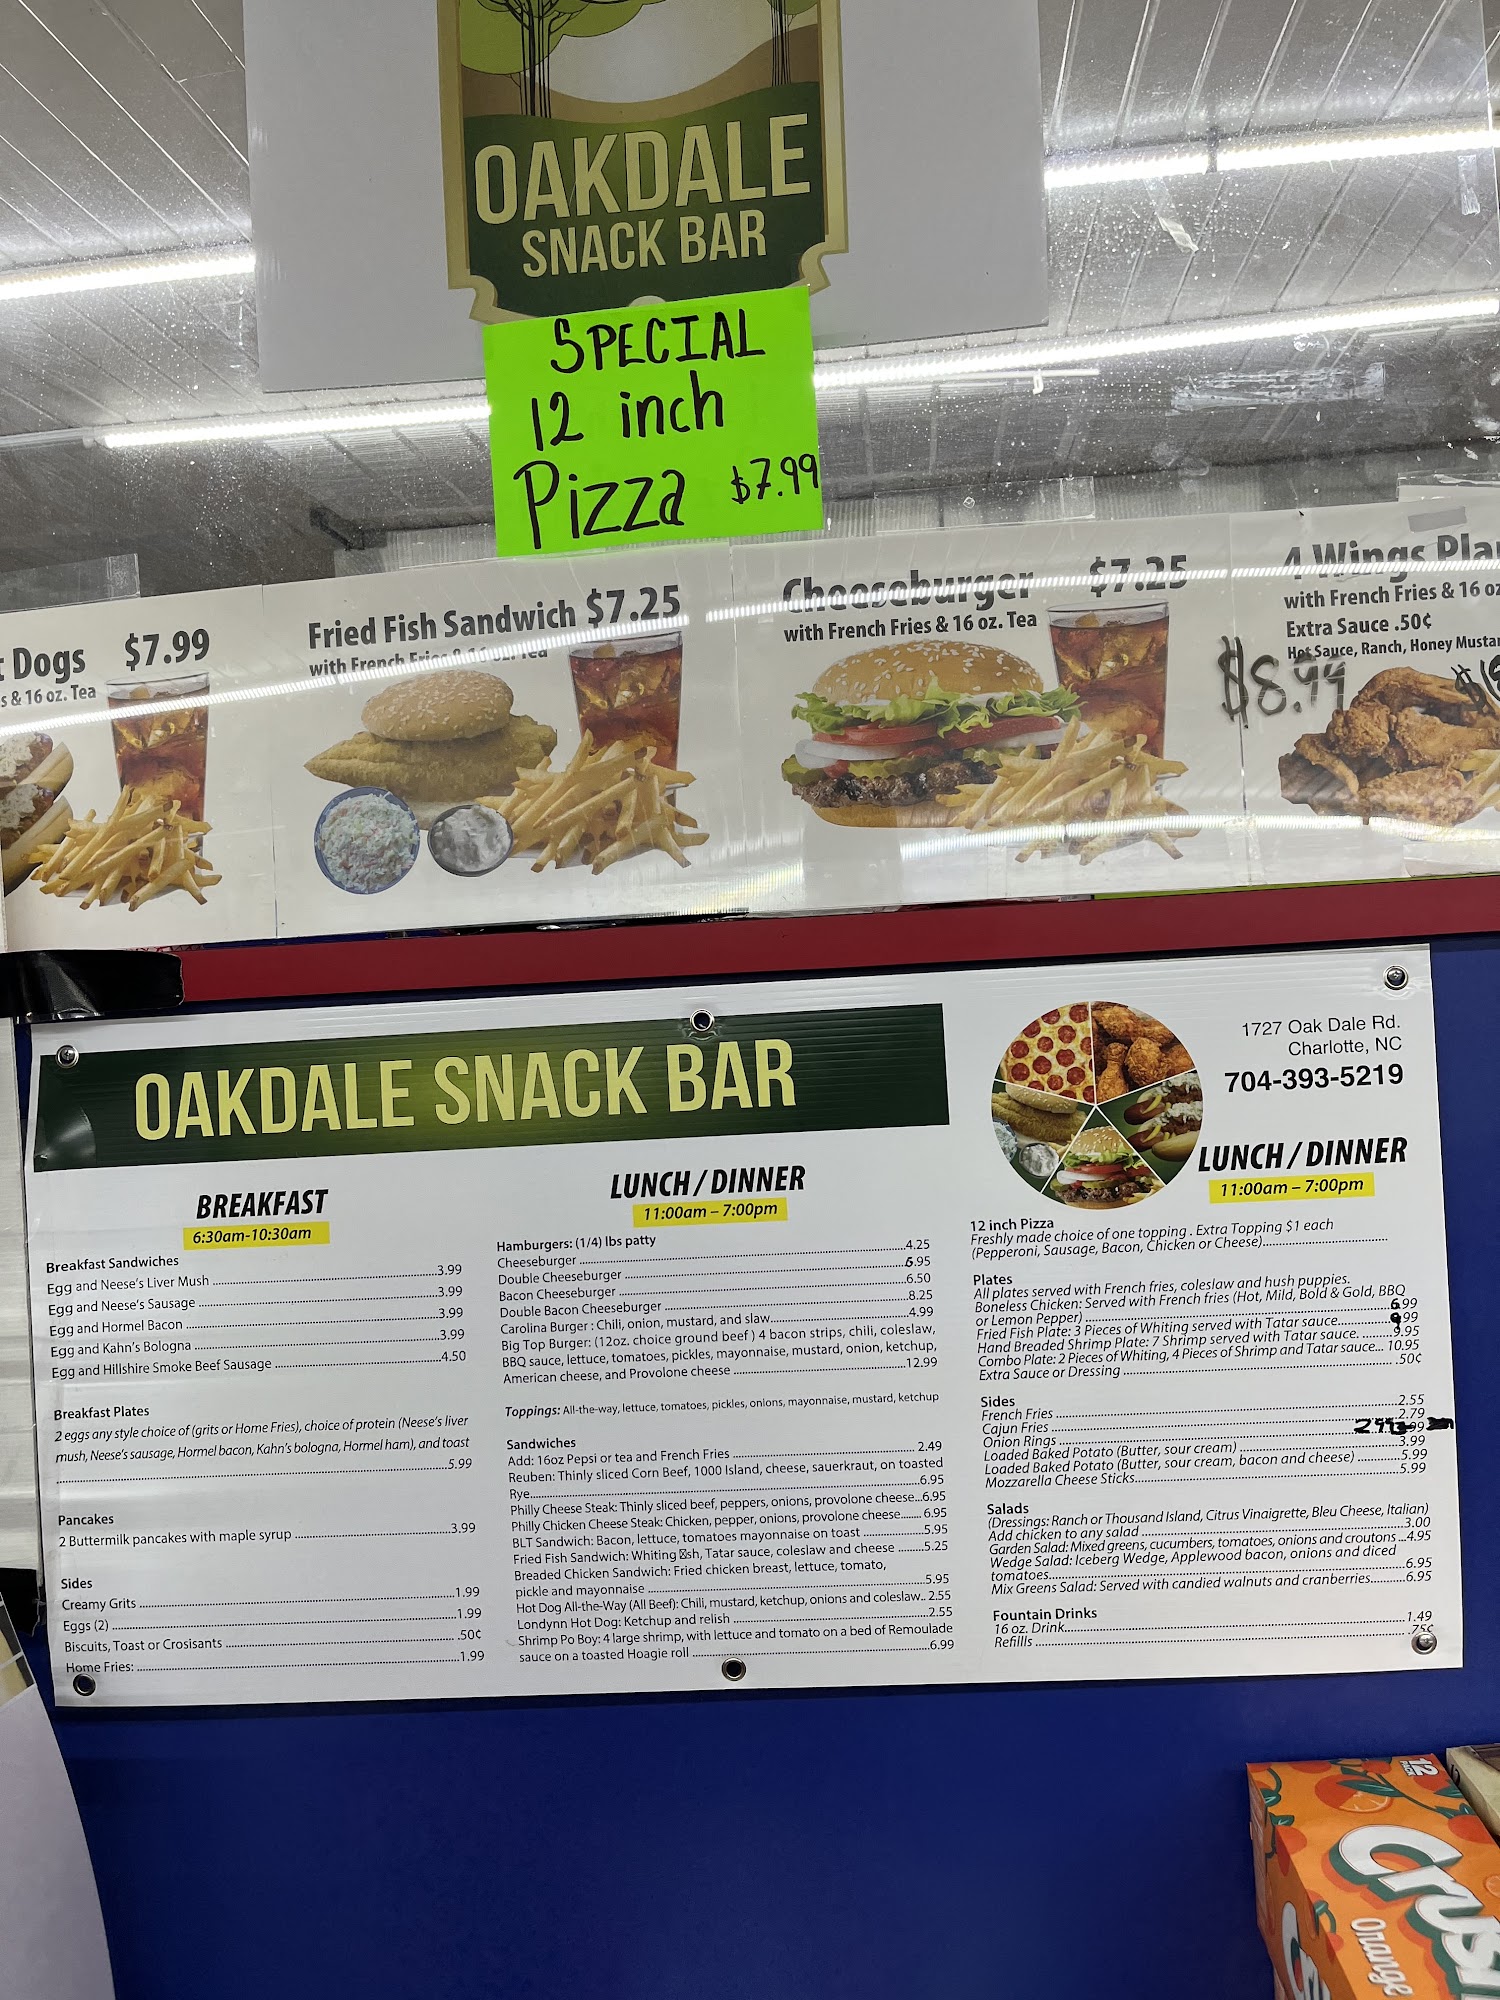 OAKDALE
SNACK BAR
SPECIAL
12 inch
Pizza $7.99
Dogs $7.99
s & 16 oz. Tea
Fried Fish Sandwich $7.25
with French Fries & 16 oz. Tea
Cheeseburger $7.25
with French Fries & 16 oz. Tea
4 Wings Pla
with French Fries & 16 oz
Extra Sauce .50¢
Hot Sauce, Ranch, Honey Mustar
$8.99
OAKDALE SNACK BAR
1727 Oak Dale Rd.
Charlotte, NC
704-393-5219
BREAKFAST
6:30am-10:30am
Breakfast Sandwiches
Egg and Neese's Liver Mush 3.99
Egg and Neese's Sausage 3.99
Egg and Hormel Bacon 3.99
Egg and Kahn's Bologna 3.99
Egg and Hillshire Smoke Beef Sausage 4.50
Breakfast Plates
2 eggs any style choice of (grits or Home Fries), choice of protein (Neese's liver
mush, Neese's sausage, Hormel bacon, Kahn's bologna, Hormel ham), and toast
5.99
Pancakes
2 Buttermilk pancakes with maple syrup 3.99
Sides
Creamy Grits 1.99
Eggs (2) 1.99
Biscuits, Toast or Crosisants .50¢
Home Fries: 1.99
LUNCH / DINNER
11:00am – 7:00pm
Hamburgers: (1/4) lbs patty
Cheeseburger 4.25
Double Cheeseburger 6.95
Bacon Cheeseburger 6.50
Double Bacon Cheeseburger 8.25
Carolina Burger : Chili, onion, mustard, and slaw 4.99
Big Top Burger: (12oz. choice ground beef ) 4 bacon strips, chili, coleslaw,
BBQ sauce, lettuce, tomatoes, pickles, mayonnaise, mustard, onion, ketchup,
American cheese, and Provolone cheese 12.99
Toppings: All-the-way, lettuce, tomatoes, pickles, onions, mayonnaise, mustard, ketchup
Sandwiches
Add: 16oz Pepsi or tea and French Fries 2.49
Reuben: Thinly sliced Corn Beef, 1000 Island, cheese, sauerkraut, on toasted
Rye 6.95
Philly Cheese Steak: Thinly sliced beef, peppers, onions, provolone cheese...6.95
Philly Chicken Cheese Steak: Chicken, pepper, onions, provolone cheese 6.95
BLT Sandwich: Bacon, lettuce, tomatoes mayonnaise on toast 5.95
Fried Fish Sandwich: Whiting sh, Tatar sauce, coleslaw and cheese 5.25
Breaded Chicken Sandwich: Fried chicken breast, lettuce, tomato,
pickle and mayonnaise 5.95
Hot Dog All-the-Way (All Beef): Chili, mustard, ketchup, onions and coleslaw.. 2.55
Londynn Hot Dog: Ketchup and relish 2.55
Shrimp Po Boy: 4 large shrimp, with lettuce and tomato on a bed of Remoulade
sauce on a toasted Hoagie roll 6.99
LUNCH / DINNER
11:00am – 7:00pm
12 inch Pizza
Freshly made choice of one topping . Extra Topping $1 each
(Pepperoni, Sausage, Bacon, Chicken or Cheese)
Plates
All plates served with French fries, coleslaw and hush puppies.
Boneless Chicken: Served with French fries (Hot, Mild, Bold & Gold, BBQ
or Lemon Pepper) 6.99
Fried Fish Plate: 3 Pieces of Whiting served with Tatar sauce 9.99
Hand Breaded Shrimp Plate: 7 Shrimp served with Tatar sauce. 9.95
Combo Plate: 2 Pieces of Whiting, 4 Pieces of Shrimp and Tatar sauce... 10.95
Extra Sauce or Dressing .50¢
Sides
French Fries 2.55
Cajun Fries 2.79
Onion Rings
Loaded Baked Potato (Butter, sour cream) 3.99
Loaded Baked Potato (Butter, sour cream, bacon and cheese) 5.99
Mozzarella Cheese Sticks 5.99
Salads
(Dressings: Ranch or Thousand Island, Citrus Vinaigrette, Bleu Cheese, Italian)
Add chicken to any salad 3.00
Garden Salad: Mixed greens, cucumbers, tomatoes, onions and croutons ...4.95
Wedge Salad: Iceberg Wedge, Applewood bacon, onions and diced
tomatoes 6.95
Mix Greens Salad: Served with candied walnuts and cranberries 6.95
Fountain Drinks
16 oz. Drink 1.49
Refills .75¢
12 PACK
Crus
Orange